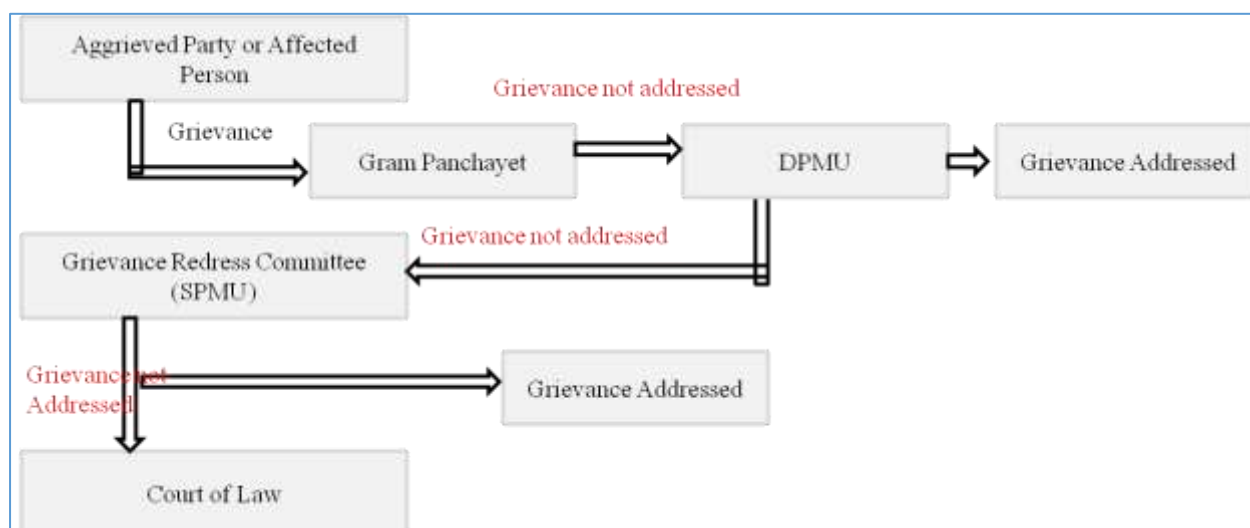 Aggrieved Party or Affected
Person
Grievance not addressed
Grievance
Gram Panchayet
DPMU
Grievance Addressed
Grievance not addressed
Grievance Redress Committee
(SPMU)
Grievance not
Addressed
Grievance Addressed
Court of Law